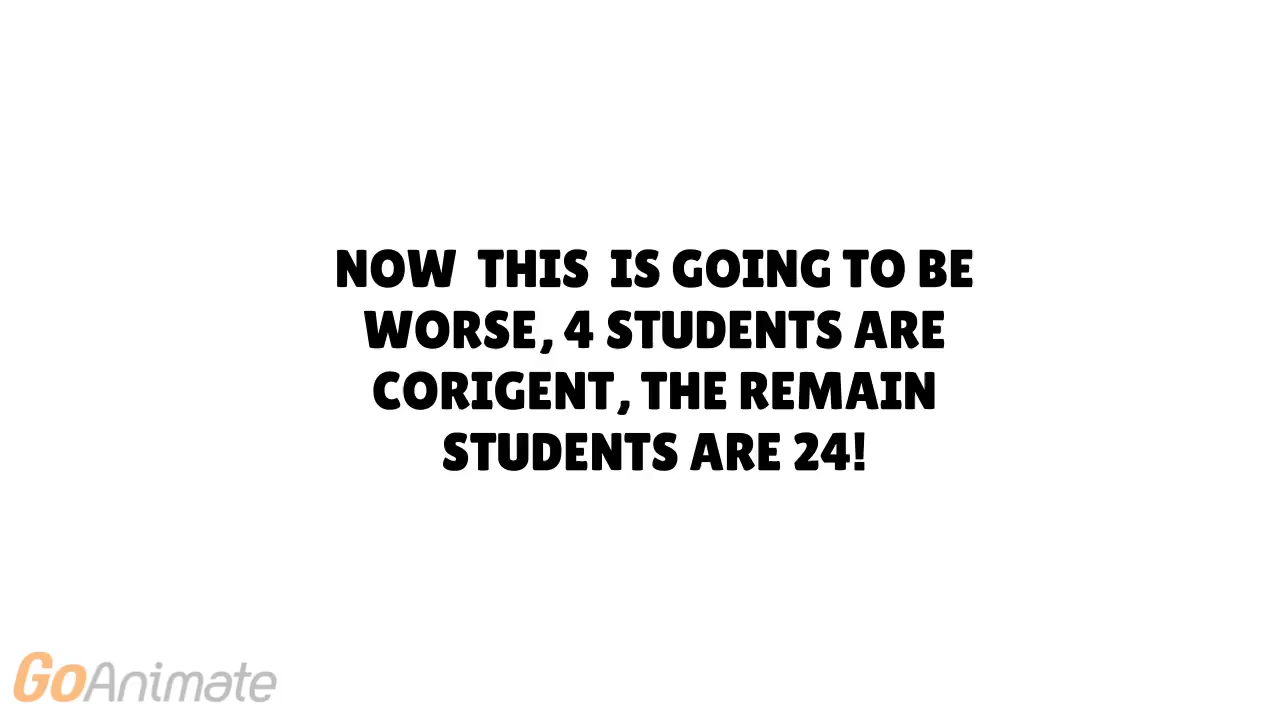 NOW THIS IS GOING TO BE
WORSE, 4 STUDENTS ARE
CORIGENT, THE REMAIN
STUDENTS ARE 24!
GoAnimate